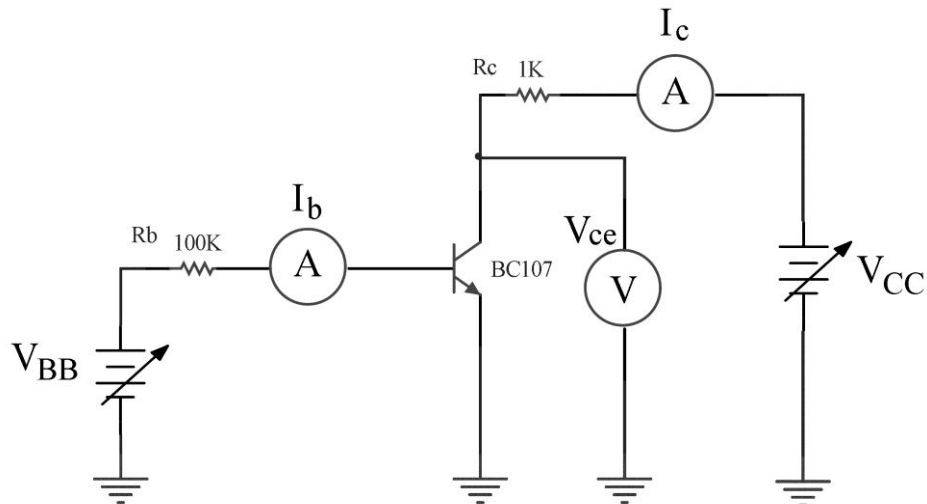 Ic
Rc 1K
A
Ib
Rb 100K
A
Vce
BC107
V
VCC
VBB